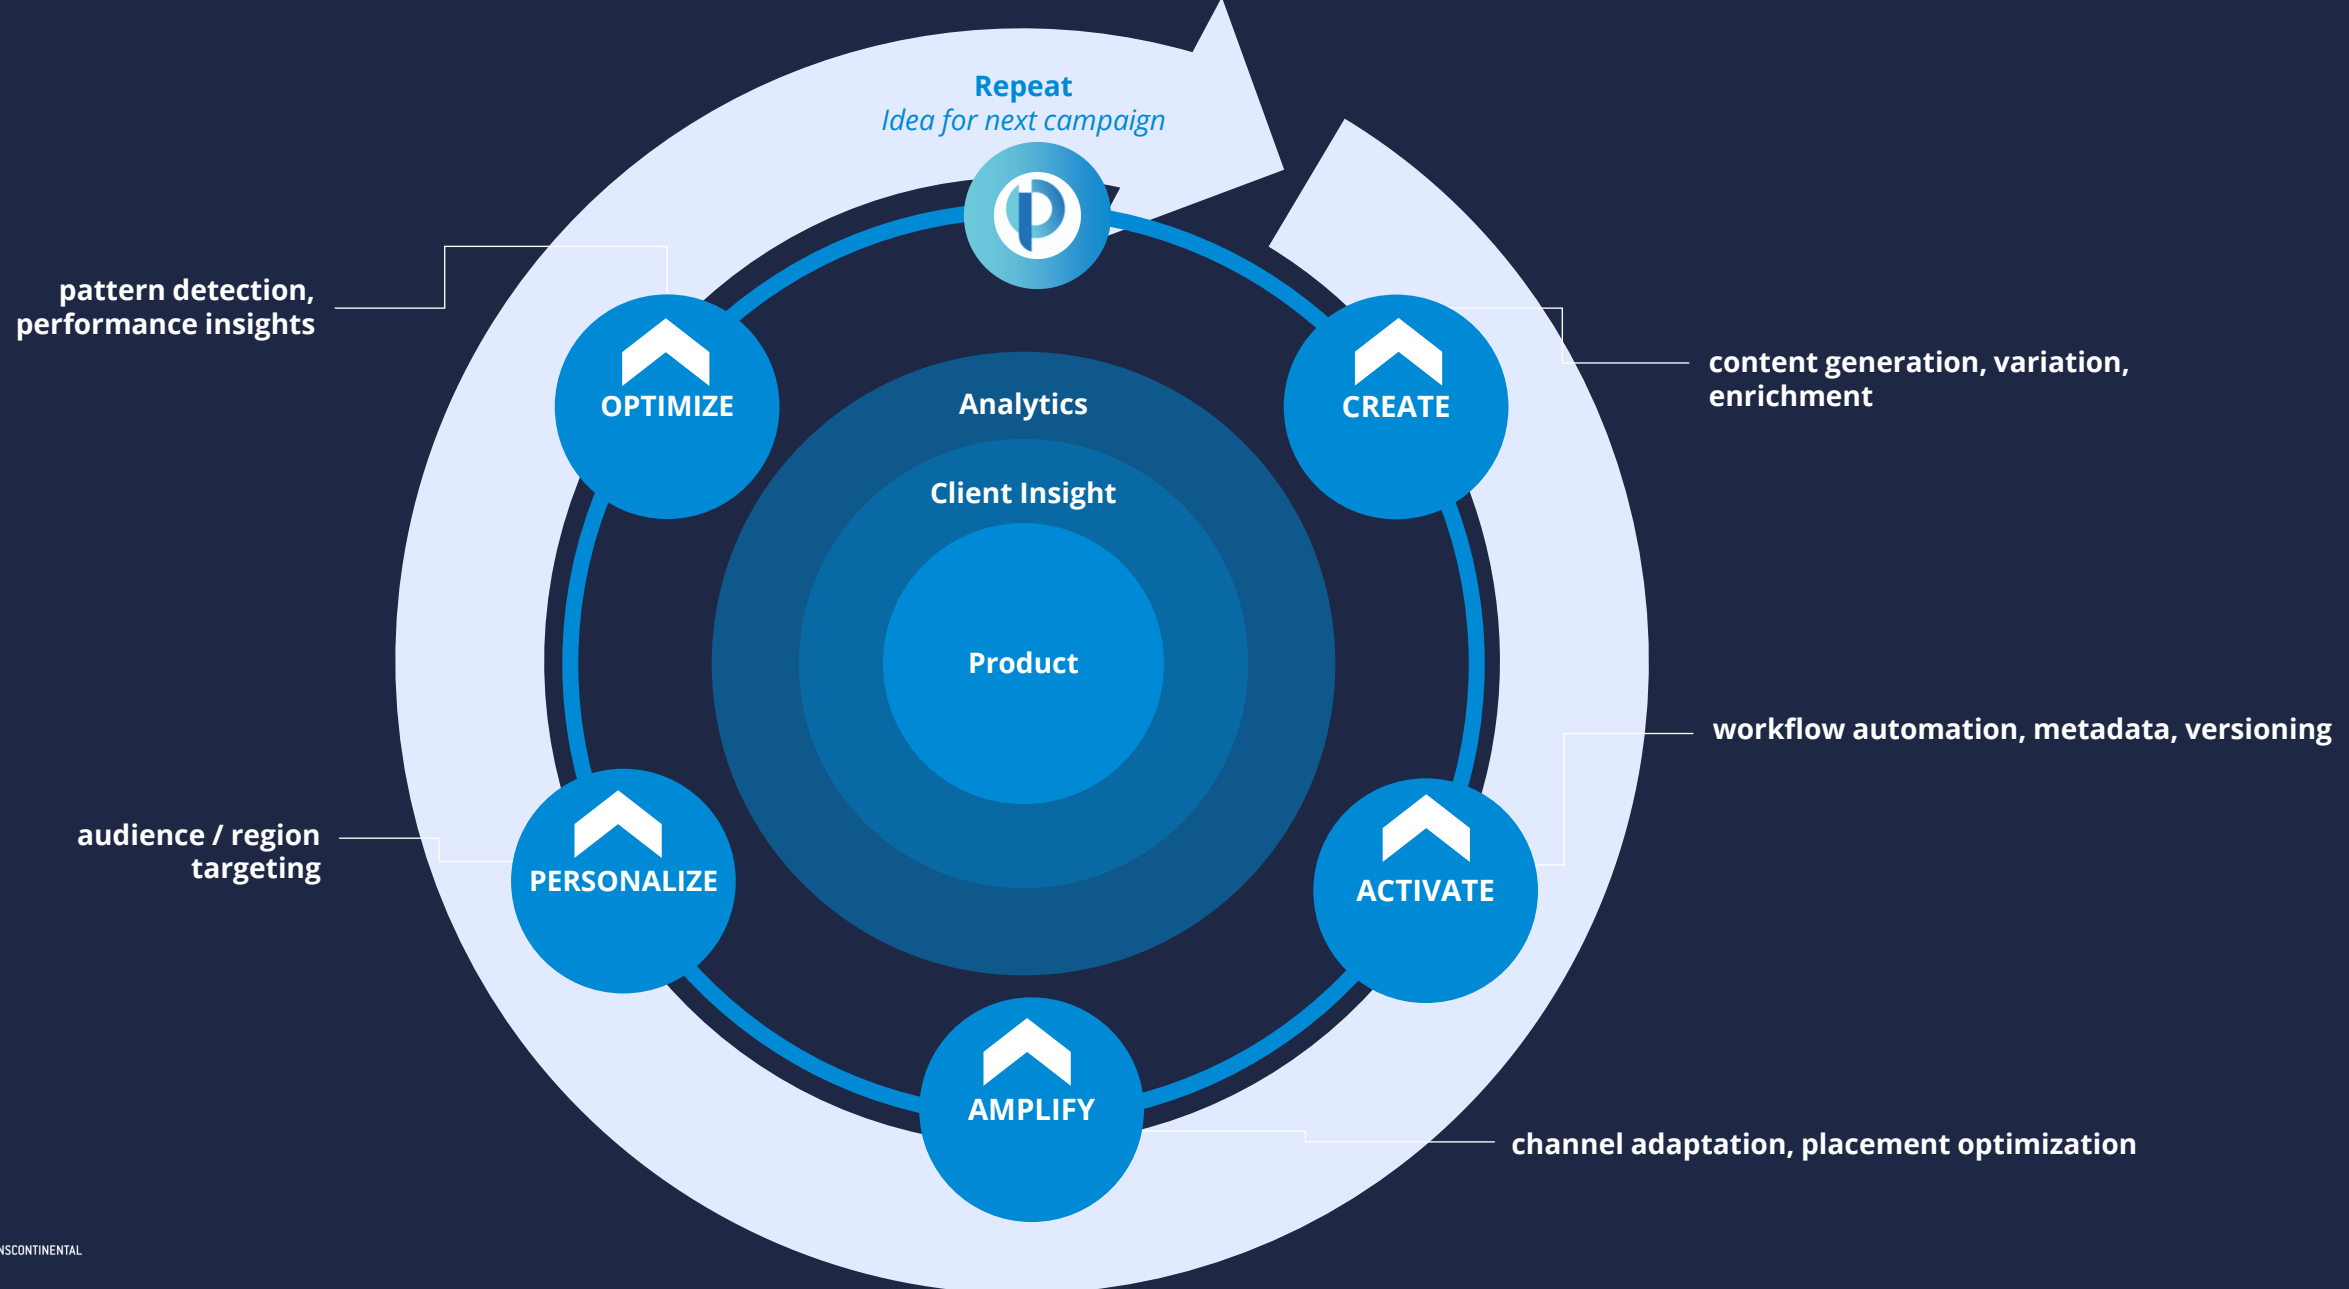 Repeat
Idea for next campaign
pattern detection,
performance insights
OPTIMIZE
CREATE
content generation, variation,
enrichment
Analytics
Client Insight
Product
workflow automation, metadata, versioning
audience / region
targeting
PERSONALIZE
ACTIVATE
AMPLIFY
channel adaptation, placement optimization
NSCONTINENTAL